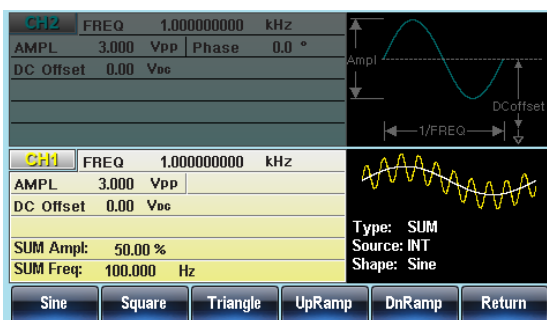 CH2 FREQ 1.000000000 kHz
AMPL 3.000 Vpp Phase 0.0 °
DC Offset 0.00 VDC
Ampl
DCoffset
1/FREQ
CH1 FREQ 1.000000000 kHz
AMPL 3.000 Vpp
DC Offset 0.00 VDC
SUM Ampl: 50.00 %
SUM Freq: 100.000 Hz
Type: SUM
Source: INT
Shape: Sine
Sine Square Triangle UpRamp DnRamp Return